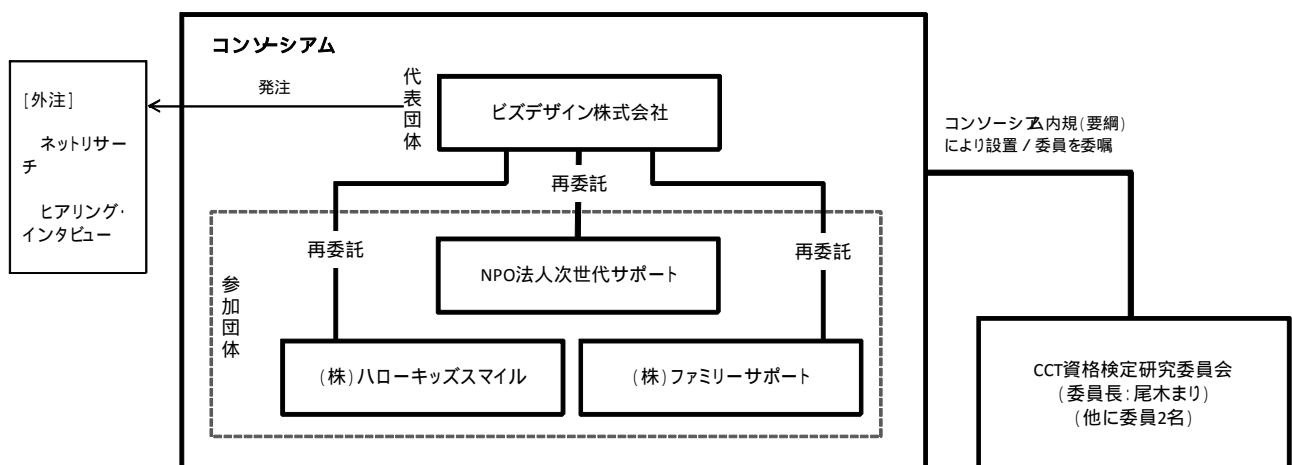 コンソーシアム
[外注]
ネットリサー
チ
ヒアリング・
インタビュー
発注
代表団体
ビズデザイン株式会社
再委託
再委託
再委託
参加団体
NPO法人次世代サポート
(株)ハローキッズスマイル
(株)ファミリーサポート
コンソーシアム内規(要綱)
により設置/委員を委嘱
CCT資格検定研究委員会
(委員長:尾木まり)
(他に委員2名)